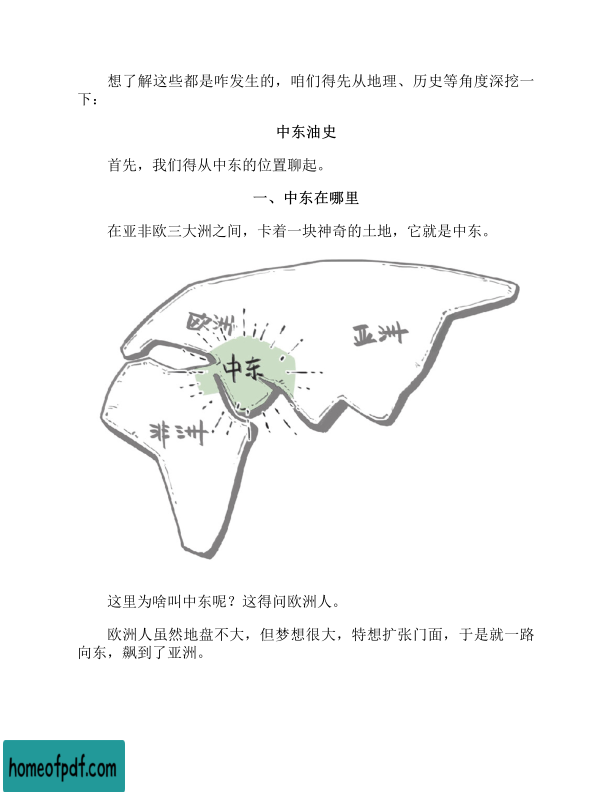 想了解这些都是咋发生的，咱们得先从地理、历史等角度深挖一
下：
中东油史
首先，我们得从中东的位置聊起。
一、中东在哪里
在亚非欧三大洲之间，卡着一块神奇的土地，它就是中东。
欧洲
亚洲
中东
非洲
这里为啥叫中东呢？这得问欧洲人。
欧洲人虽然地盘不大，但梦想很大，特想扩张门面，于是就一路
向东，飙到了亚洲。
homeofpdf.com